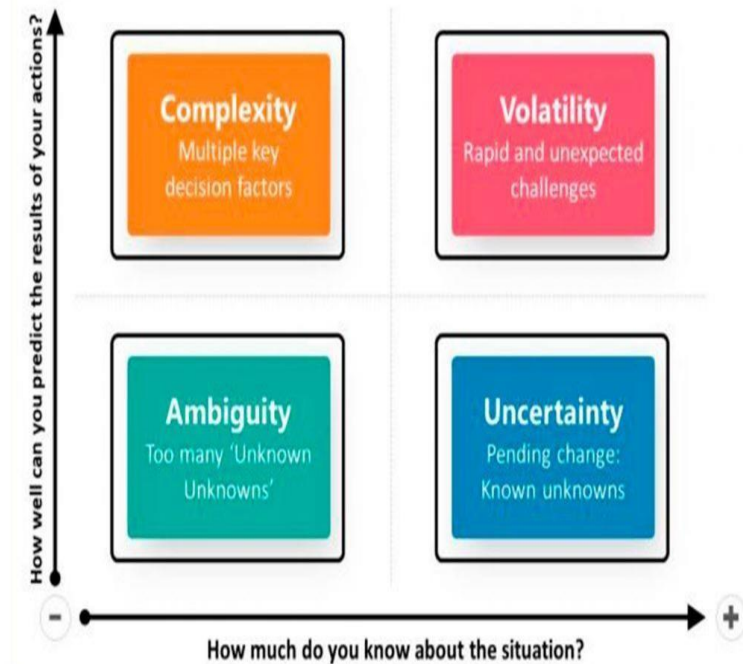 How well can you predict the results of your actions?
Complexity
Multiple key
decision factors
Volatility
Rapid and unexpected
challenges
Ambiguity
Too many ‘Unknown
Unknowns’
Uncertainty
Pending change:
Known unknowns
-
+
How much do you know about the situation?